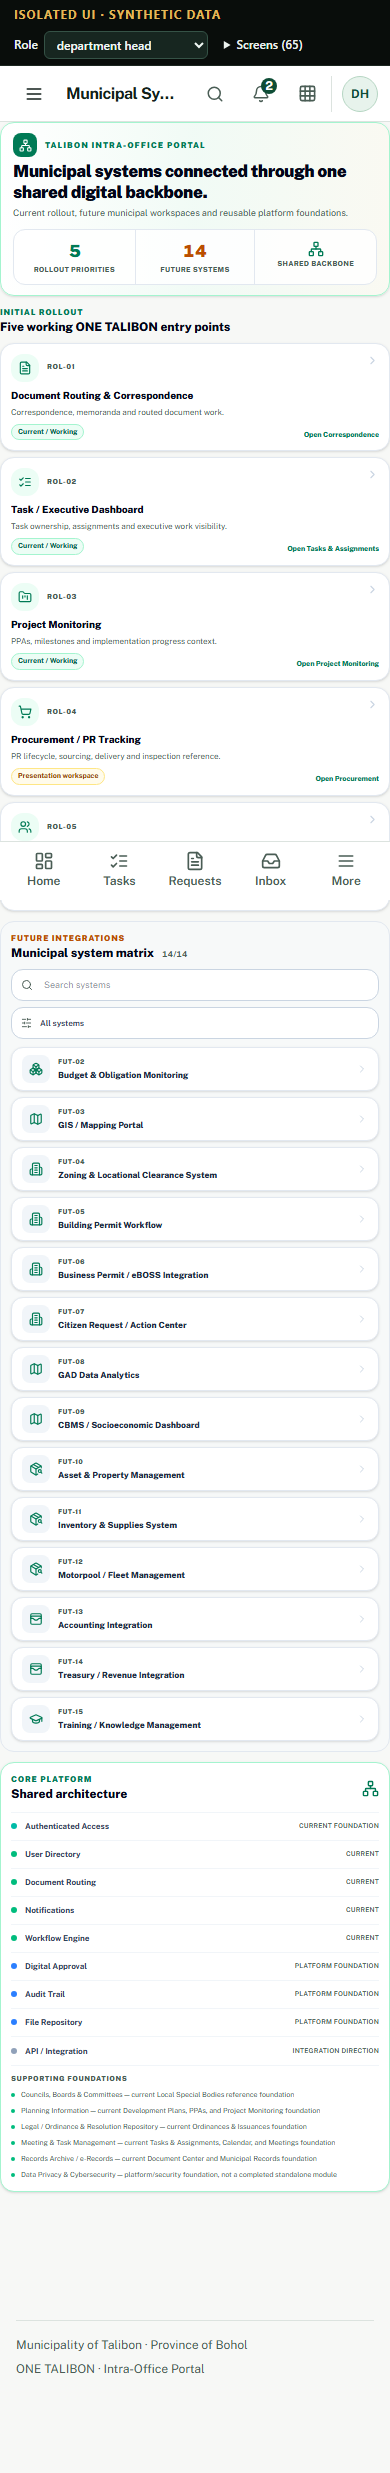 ISOLATED UI · SYNTHETIC DATA
Role department head ▶ Screens (65)
Municipal Sy... 2 DH
TALIBON INTRA-OFFICE PORTAL
Municipal systems connected through one
shared digital backbone.
Current rollout, future municipal workspaces and reusable platform foundations.
5 14
ROLLOUT PRIORITIES FUTURE SYSTEMS SHARED BACKBONE
INITIAL ROLLOUT
Five working ONE TALIBON entry points
ROL-01
Document Routing & Correspondence
Correspondence, memoranda and routed document work.
Current / Working
Open Correspondence
ROL-02
Task / Executive Dashboard
Task ownership, assignments and executive work visibility.
Current / Working
Open Tasks & Assignments
ROL-03
Project Monitoring
PPAs, milestones and implementation progress context.
Current / Working
Open Project Monitoring
ROL-04
Procurement / PR Tracking
PR lifecycle, sourcing, delivery and inspection reference.
Presentation workspace
Open Procurement
ROL-05
Home Tasks Requests Inbox More
FUTURE INTEGRATIONS
Municipal system matrix 14/14
Search systems
All systems
FUT-02
Budget & Obligation Monitoring
FUT-03
GIS / Mapping Portal
FUT-04
Zoning & Locational Clearance System
FUT-05
Building Permit Workflow
FUT-06
Business Permit / eBOSS Integration
FUT-07
Citizen Request / Action Center
FUT-08
GAD Data Analytics
FUT-09
CBMS / Socioeconomic Dashboard
FUT-10
Asset & Property Management
FUT-11
Inventory & Supplies System
FUT-12
Motorpool / Fleet Management
FUT-13
Accounting Integration
FUT-14
Treasury / Revenue Integration
FUT-15
Training / Knowledge Management
CORE PLATFORM
Shared architecture
Authenticated Access CURRENT FOUNDATION
User Directory CURRENT
Document Routing CURRENT
Notifications CURRENT
Workflow Engine CURRENT
Digital Approval PLATFORM FOUNDATION
Audit Trail PLATFORM FOUNDATION
File Repository PLATFORM FOUNDATION
API / Integration INTEGRATION DIRECTION
SUPPORTING FOUNDATIONS
Councils, Boards & Committees — current Local Special Bodies reference foundation
Planning Information — current Development Plans, PPAs, and Project Monitoring foundation
Legal / Ordinance & Resolution Repository — current Ordinances & Issuances foundation
Meeting & Task Management — current Tasks & Assignments, Calendar, and Meetings foundation
Records Archive / e-Records — current Document Center and Municipal Records foundation
Data Privacy & Cybersecurity — platform/security foundation, not a completed standalone module
Municipality of Talibon · Province of Bohol
ONE TALIBON · Intra-Office Portal